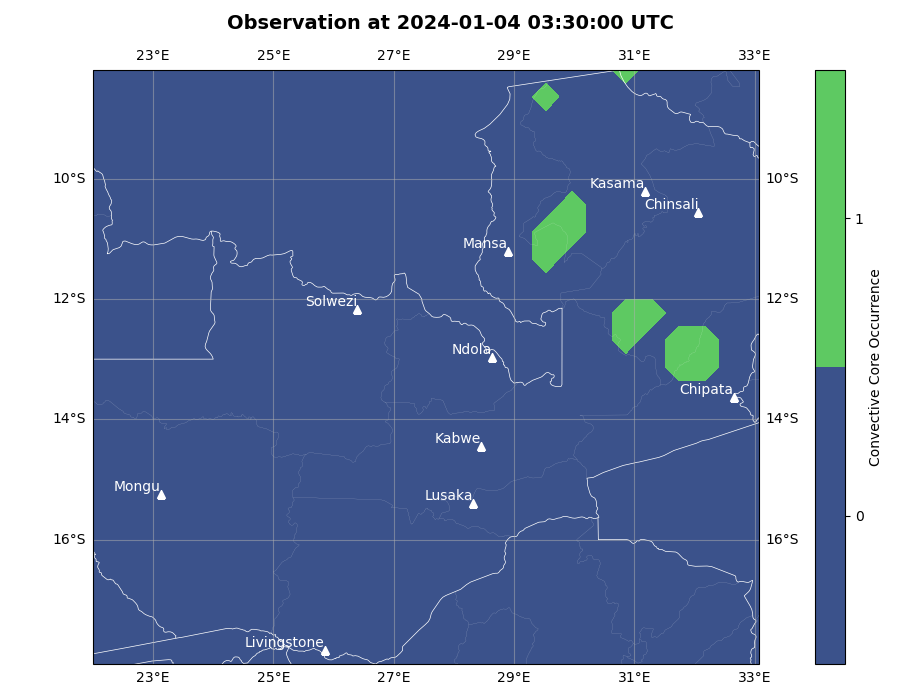 Observation at 2024-01-04 03:30:00 UTC
23°E 25°E 27°E 29°E 31°E 33°E
10°S 10°S
Kasama
Chinsali
Mansa
1
12°S 12°S
Solwezi
Ndola
Chipata
14°S 14°S
Kabwe
Mongu
Lusaka
0
16°S 16°S
Livingstone
23°E 25°E 27°E 29°E 31°E 33°E
Convective Core Occurrence